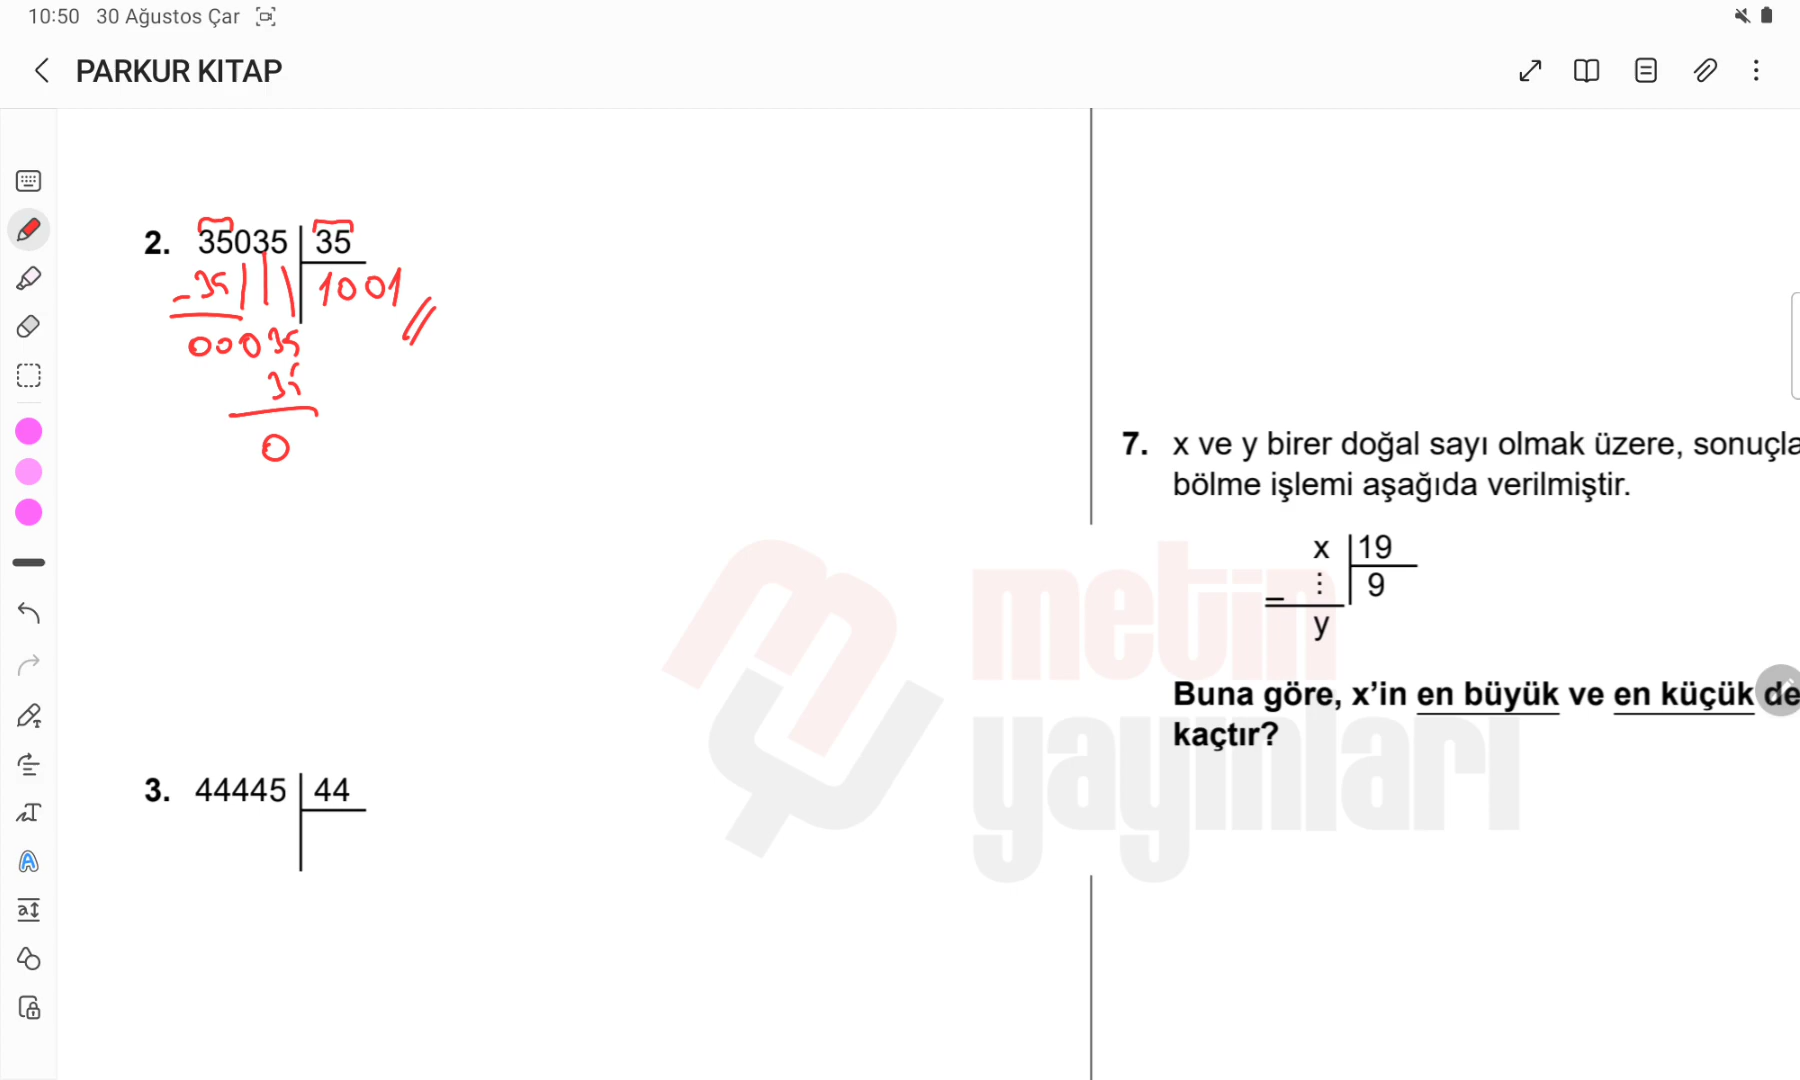 10:50 30 Ağustos Çar
PARKUR KITAP
2. 35035 35
- 35 1001
00035
35
0
3. 44445 44
7. x ve y birer doğal sayı olmak üzere, sonuçla
bölme işlemi aşağıda verilmiştir.
x 19
⋮ 9
–
y
Buna göre, x’in en büyük ve en küçük de
kaçtır?
metin
yayınları